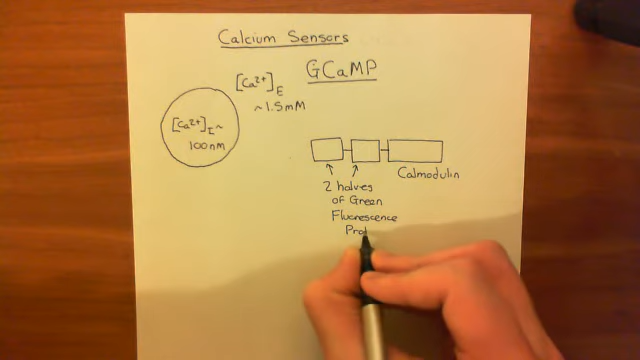 Calcium Sensors
GCaMP
[Ca²⁺]E
~1.5mM
[Ca²⁺]I~
100nM
Calmodulin
2 halves
of Green
Fluorescence